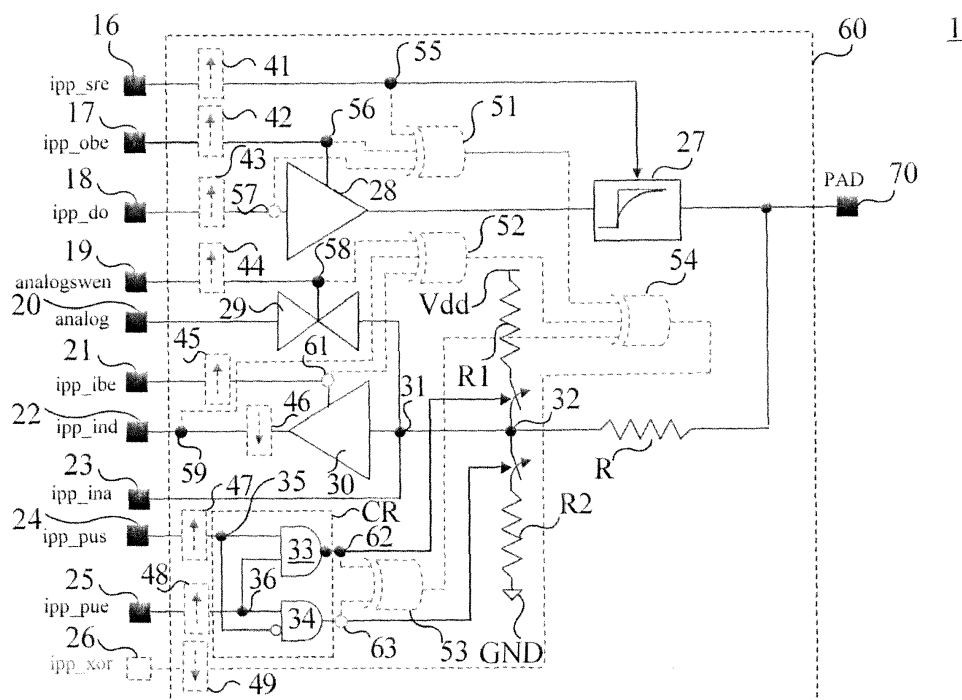 1
16
ipp_sre
41
55
60
17
ipp_obe
42
56
51
43
27
18
ipp_do
57
28
PAD
70
19
analogswen
44
58
52
54
20
analog
29
Vdd
21
ipp_ibe
45
61
R1
22
ipp_ind
46
31
32
59
30
R
23
ipp_ina
47
35
CR
R2
24
ipp_pus
33
62
48
36
25
ipp_pue
34
26
ipp_xor
63
53
GND
49